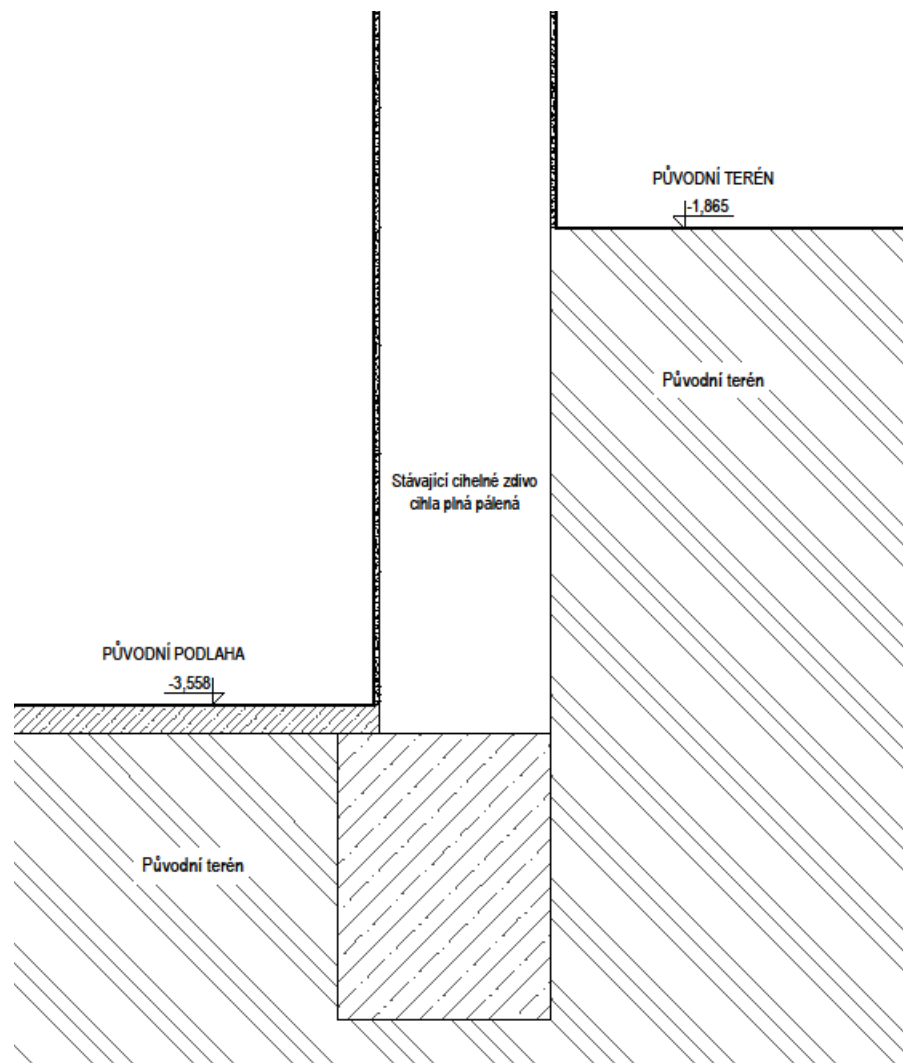 PŮVODNÍ TERÉN
-1,865
Původní terén
Stávající cihelné zdivo
cihla plná pálená
PŮVODNÍ PODLAHA
-3,558
Původní terén